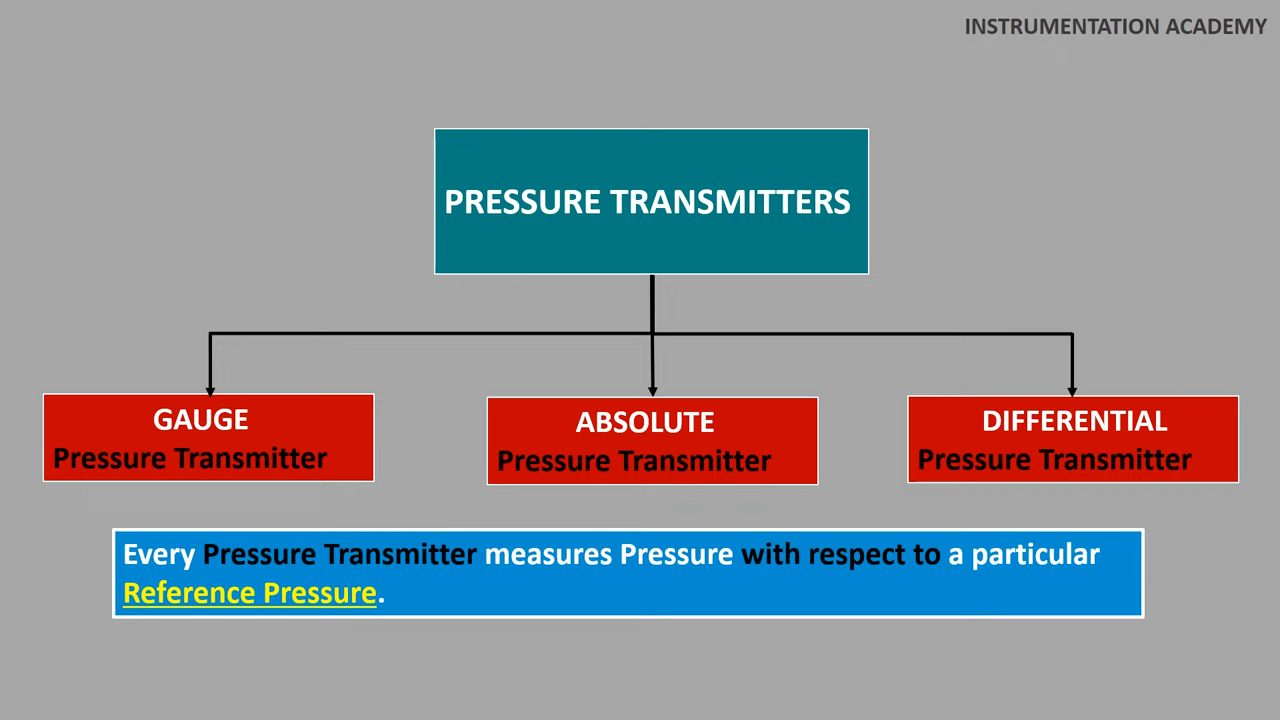 INSTRUMENTATION ACADEMY
PRESSURE TRANSMITTERS
GAUGE
Pressure Transmitter
ABSOLUTE
Pressure Transmitter
DIFFERENTIAL
Pressure Transmitter
Every Pressure Transmitter measures Pressure with respect to a particular
Reference Pressure.